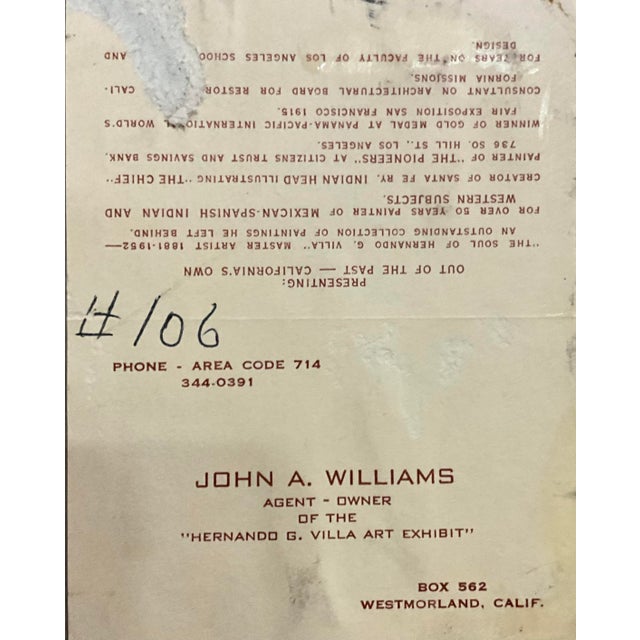 PRESENTING:
OUT OF THE PAST — CALIFORNIA'S OWN
"THE SOUL OF HERNANDO G. VILLA" MASTER ARTIST 1881-1952—
AN OUTSTANDING COLLECTION OF PAINTINGS HE LEFT BEHIND.
FOR OVER 50 YEARS PAINTER OF MEXICAN-SPANISH INDIAN AND
WESTERN SUBJECTS.
CREATOR OF SANTA FE, RY. INDIAN HEAD ILLUSTRATING "THE CHIEF"
PAINTER OF "THE PIONEERS" AT CITIZENS TRUST AND SAVINGS BANK,
736 SO. HILL ST., LOS ANGELES.
WINNER OF GOLD MEDAL AT PANAMA-PACIFIC INTERNATIONAL WORLD'S
FAIR EXPOSITION SAN FRANCISCO 1915.
CONSULTANT ON ARCHITECTURAL BOARD FOR RESTOR CALI-
FORNIA MISSIONS.
FOR YEARS ON THE FACULTY OF LOS ANGELES SCHOO AND
DESIGN.
#106
PHONE - AREA CODE 714
344-0391
JOHN A. WILLIAMS
AGENT - OWNER
OF THE
"HERNANDO G. VILLA ART EXHIBIT"
BOX 562
WESTMORLAND, CALIF.